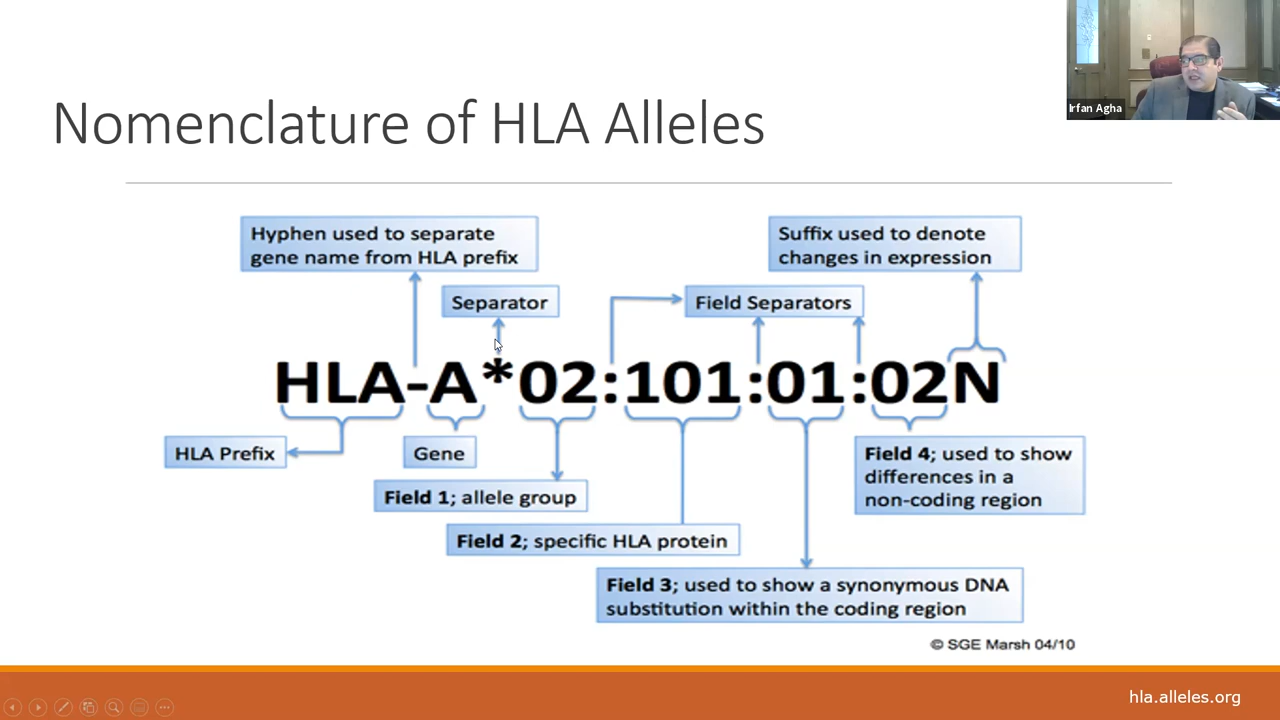 Irfan Agha
Nomenclature of HLA Alleles
Hyphen used to separate
gene name from HLA prefix
Suffix used to denote
changes in expression
Separator
Field Separators
HLA-A*02:101:01:02N
HLA Prefix
Gene
Field 4; used to show
differences in a
non-coding region
Field 1; allele group
Field 2; specific HLA protein
Field 3; used to show a synonymous DNA
substitution within the coding region
© SGE Marsh 04/10
hla.alleles.org